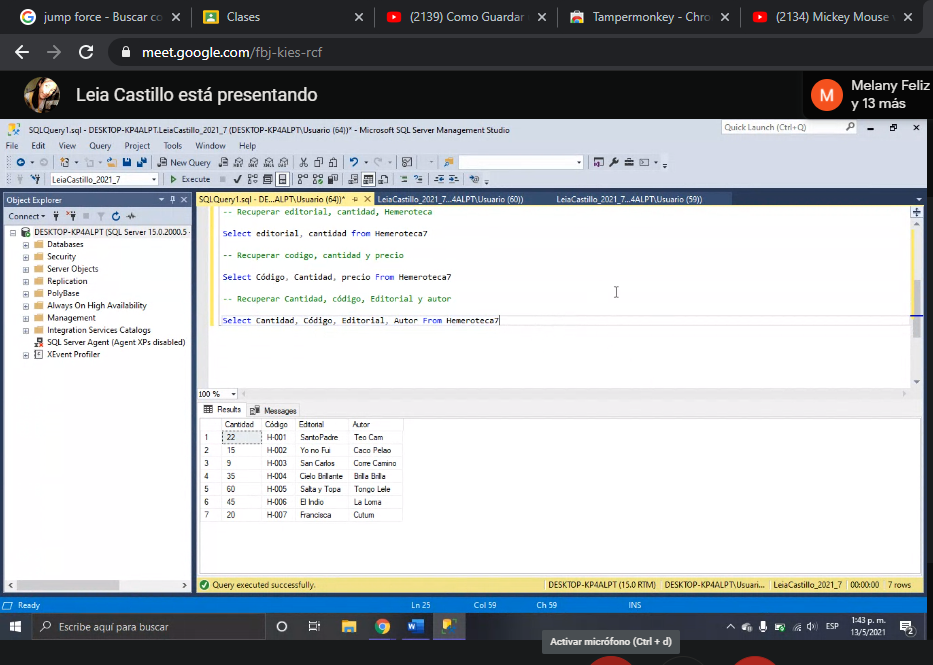 jump force - Buscar co
Clases
(2139) Como Guardar
Tampermonkey - Chro
(2134) Mickey Mouse
meet.google.com/fbj-kies-rcf
Leia Castillo está presentando
M
Melany Feliz
y 13 más
SQLQuery1.sql - DESKTOP-KP4ALPT.LeiaCastillo_2021_7 (DESKTOP-KP4ALPT\Usuario (64))* - Microsoft SQL Server Management Studio
Quick Launch (Ctrl+Q)
File Edit View Query Project Tools Window Help
New Query
LeiaCastillo_2021_7
Execute
Object Explorer
SQLQuery1.sql - DE...ALPT\Usuario (64))*
LeiaCastillo_2021_7...4ALPT\Usuario (60))
LeiaCastillo_2021_7...4ALPT\Usuario (59))
Connect
DESKTOP-KP4ALPT (SQL Server 15.0.2000.5 -
Databases
Security
Server Objects
Replication
PolyBase
Always On High Availability
Management
Integration Services Catalogs
SQL Server Agent (Agent XPs disabled)
XEvent Profiler
-- Recuperar editorial, cantidad, Hemeroteca
Select editorial, cantidad from Hemeroteca7
-- Recuperar codigo, cantidad y precio
Select Código, Cantidad, precio From Hemeroteca7
-- Recuperar Cantidad, código, Editorial y autor
Select Cantidad, Código, Editorial, Autor From Hemeroteca7
100 %
Results Messages
Cantidad Código Editorial Autor
1 22 H-001 SantoPadre Teo Cam
2 15 H-002 Yo no Fui Caco Pelao
3 9 H-003 San Carlos Corre Camino
4 35 H-004 Cielo Brillante Brilla Brilla
5 60 H-005 Salta y Topa Tongo Lele
6 45 H-006 El Indio La Loma
7 20 H-007 Francisca Cutum
Query executed successfully.
DESKTOP-KP4ALPT (15.0 RTM)
DESKTOP-KP4ALPT\Usuari...
LeiaCastillo_2021_7
00:00:00
7 rows
Ready
Ln 25
Col 59
Ch 59
INS
Escribe aquí para buscar
ESP
1:43 p. m.
13/5/2021
2
Activar micrófono (Ctrl + d)